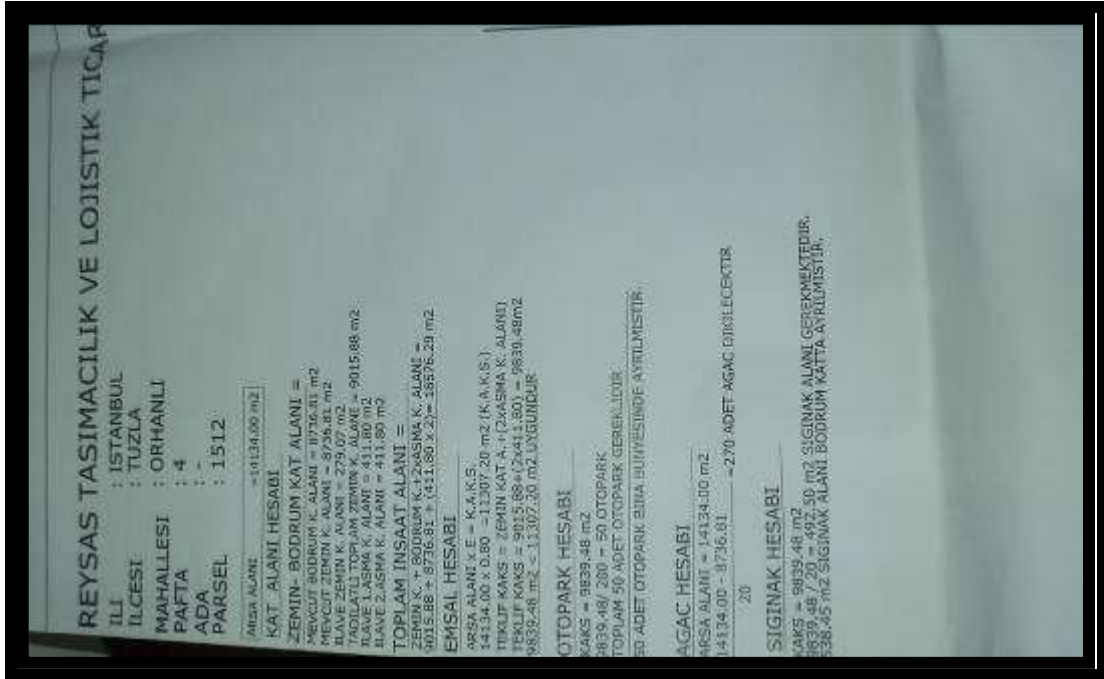 REYSAS TASIMACILIK VE LOJISTIK TICAR
ILI : ISTANBUL
ILCESI : TUZLA
MAHALLESI : ORHANLI
PAFTA : 4
ADA : -
PARSEL : 1512
ARSA ALANI =14134.00 m2
KAT ALANI HESABI
ZEMIN- BODRUM KAT ALANI =
MEVCUT BODRUM K. ALANI = 8736.81 m2
MEVCUT ZEMIN K. ALANI = 8736.81 m2
ILAVE ZEMIN K. ALANI = 279.07 m2
TADILATLI TOPLAM ZEMIN K. ALANI = 9015.88 m2
ILAVE 1.ASMA K. ALANI = 411.80 m2
ILAVE 2.ASMA K. ALANI = 411.80 m2
TOPLAM INSAAT ALANI =
ZEMIN K. + BODRUM K.+2xASMA K. ALANI =
9015.88 + 8736.81 + (411.80 x 2)= 18576.29 m2
EMSAL HESABI
ARSA ALANI x E = K.A.K.S.
14134.00 x 0.80 =11307.20 m2 (K.A.K.S.)
TEKLIF KAKS = ZEMIN KAT A.+(2xASMA K. ALANI)
TEKLIF KAKS = 9015.88+(2x411.80) = 9839.48m2
9839.48 m2 < 11307.20 m2 UYGUNDUR
OTOPARK HESABI
KAKS = 9839.48 m2
9839.48/ 200 = 50 OTOPARK
TOPLAM 50 ADET OTOPARK GEREKLIDIR
50 ADET OTOPARK BINA BUNYESINDE AYRILMISTIR.
AGAC HESABI
ARSA ALANI = 14134.00 m2
14134.00 - 8736.81 =270 ADET AGAC DIKILECEKTIR
20
SIGINAK HESABI
KAKS = 9839.48 m2
9839.48 / 20 = 492.50 m2 SIGINAK ALANI GEREKMEKTEDIR.
538.45 m2 SIGINAK ALANI BODRUM KATTA AYRILMISTIR.